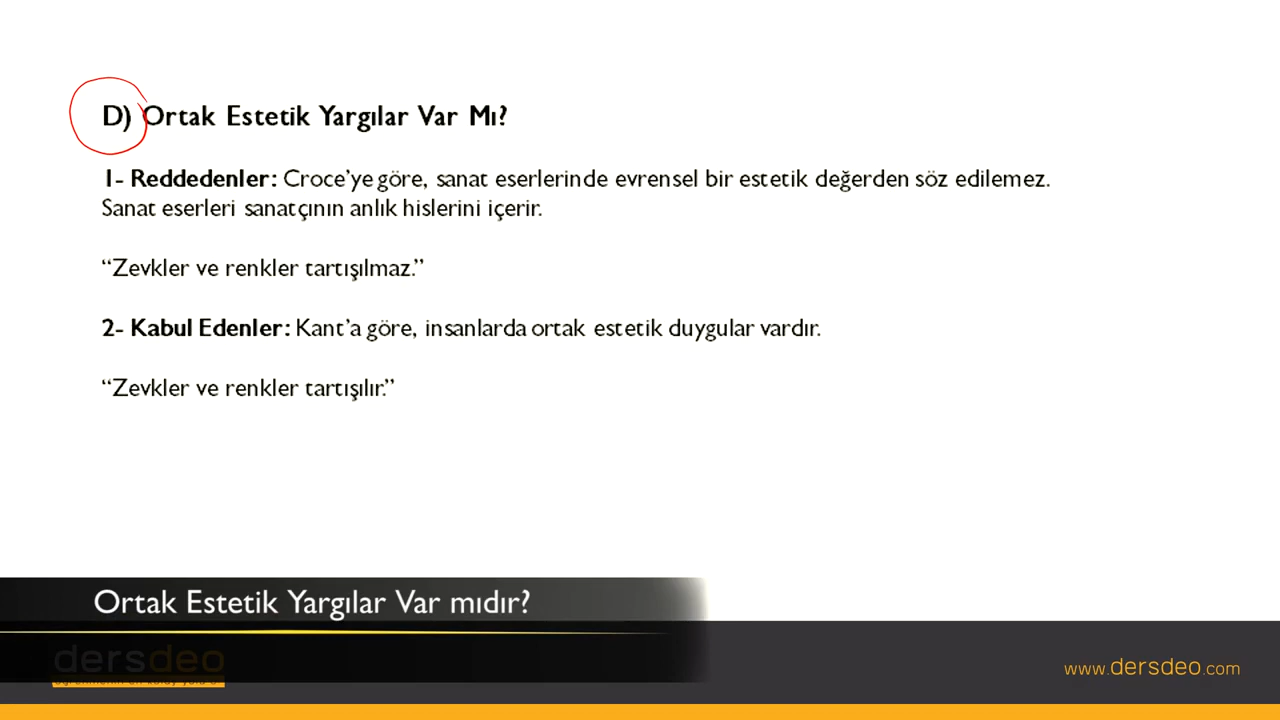 D) Ortak Estetik Yargılar Var Mı?
1- Reddedenler: Croce’ye göre, sanat eserlerinde evrensel bir estetik değerden söz edilemez.
Sanat eserleri sanatçının anlık hislerini içerir.
“Zevkler ve renkler tartışılmaz.”
2- Kabul Edenler: Kant’a göre, insanlarda ortak estetik duygular vardır.
“Zevkler ve renkler tartışılır.”
Ortak Estetik Yargılar Var mıdır?
dersdeo
www.dersdeo.com